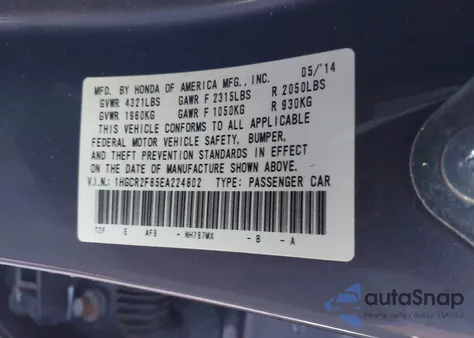 MFD. BY HONDA OF AMERICA MFG., INC. 05/14
GVWR 4321LBS GAWR F 2315LBS R 2050LBS
GVWR 1960KG GAWR F 1050KG R 930KG
THIS VEHICLE CONFORMS TO ALL APPLICABLE
FEDERAL MOTOR VEHICLE SAFETY, BUMPER,
AND THEFT PREVENTION STANDARDS IN EFFECT
ON THE DATE OF MANUFACTURE SHOWN ABOVE.
V.I.N.: 1HGCR2F85EA224802 TYPE: PASSENGER CAR
TDF E AFB - NH797MX - B - A
autoSnap